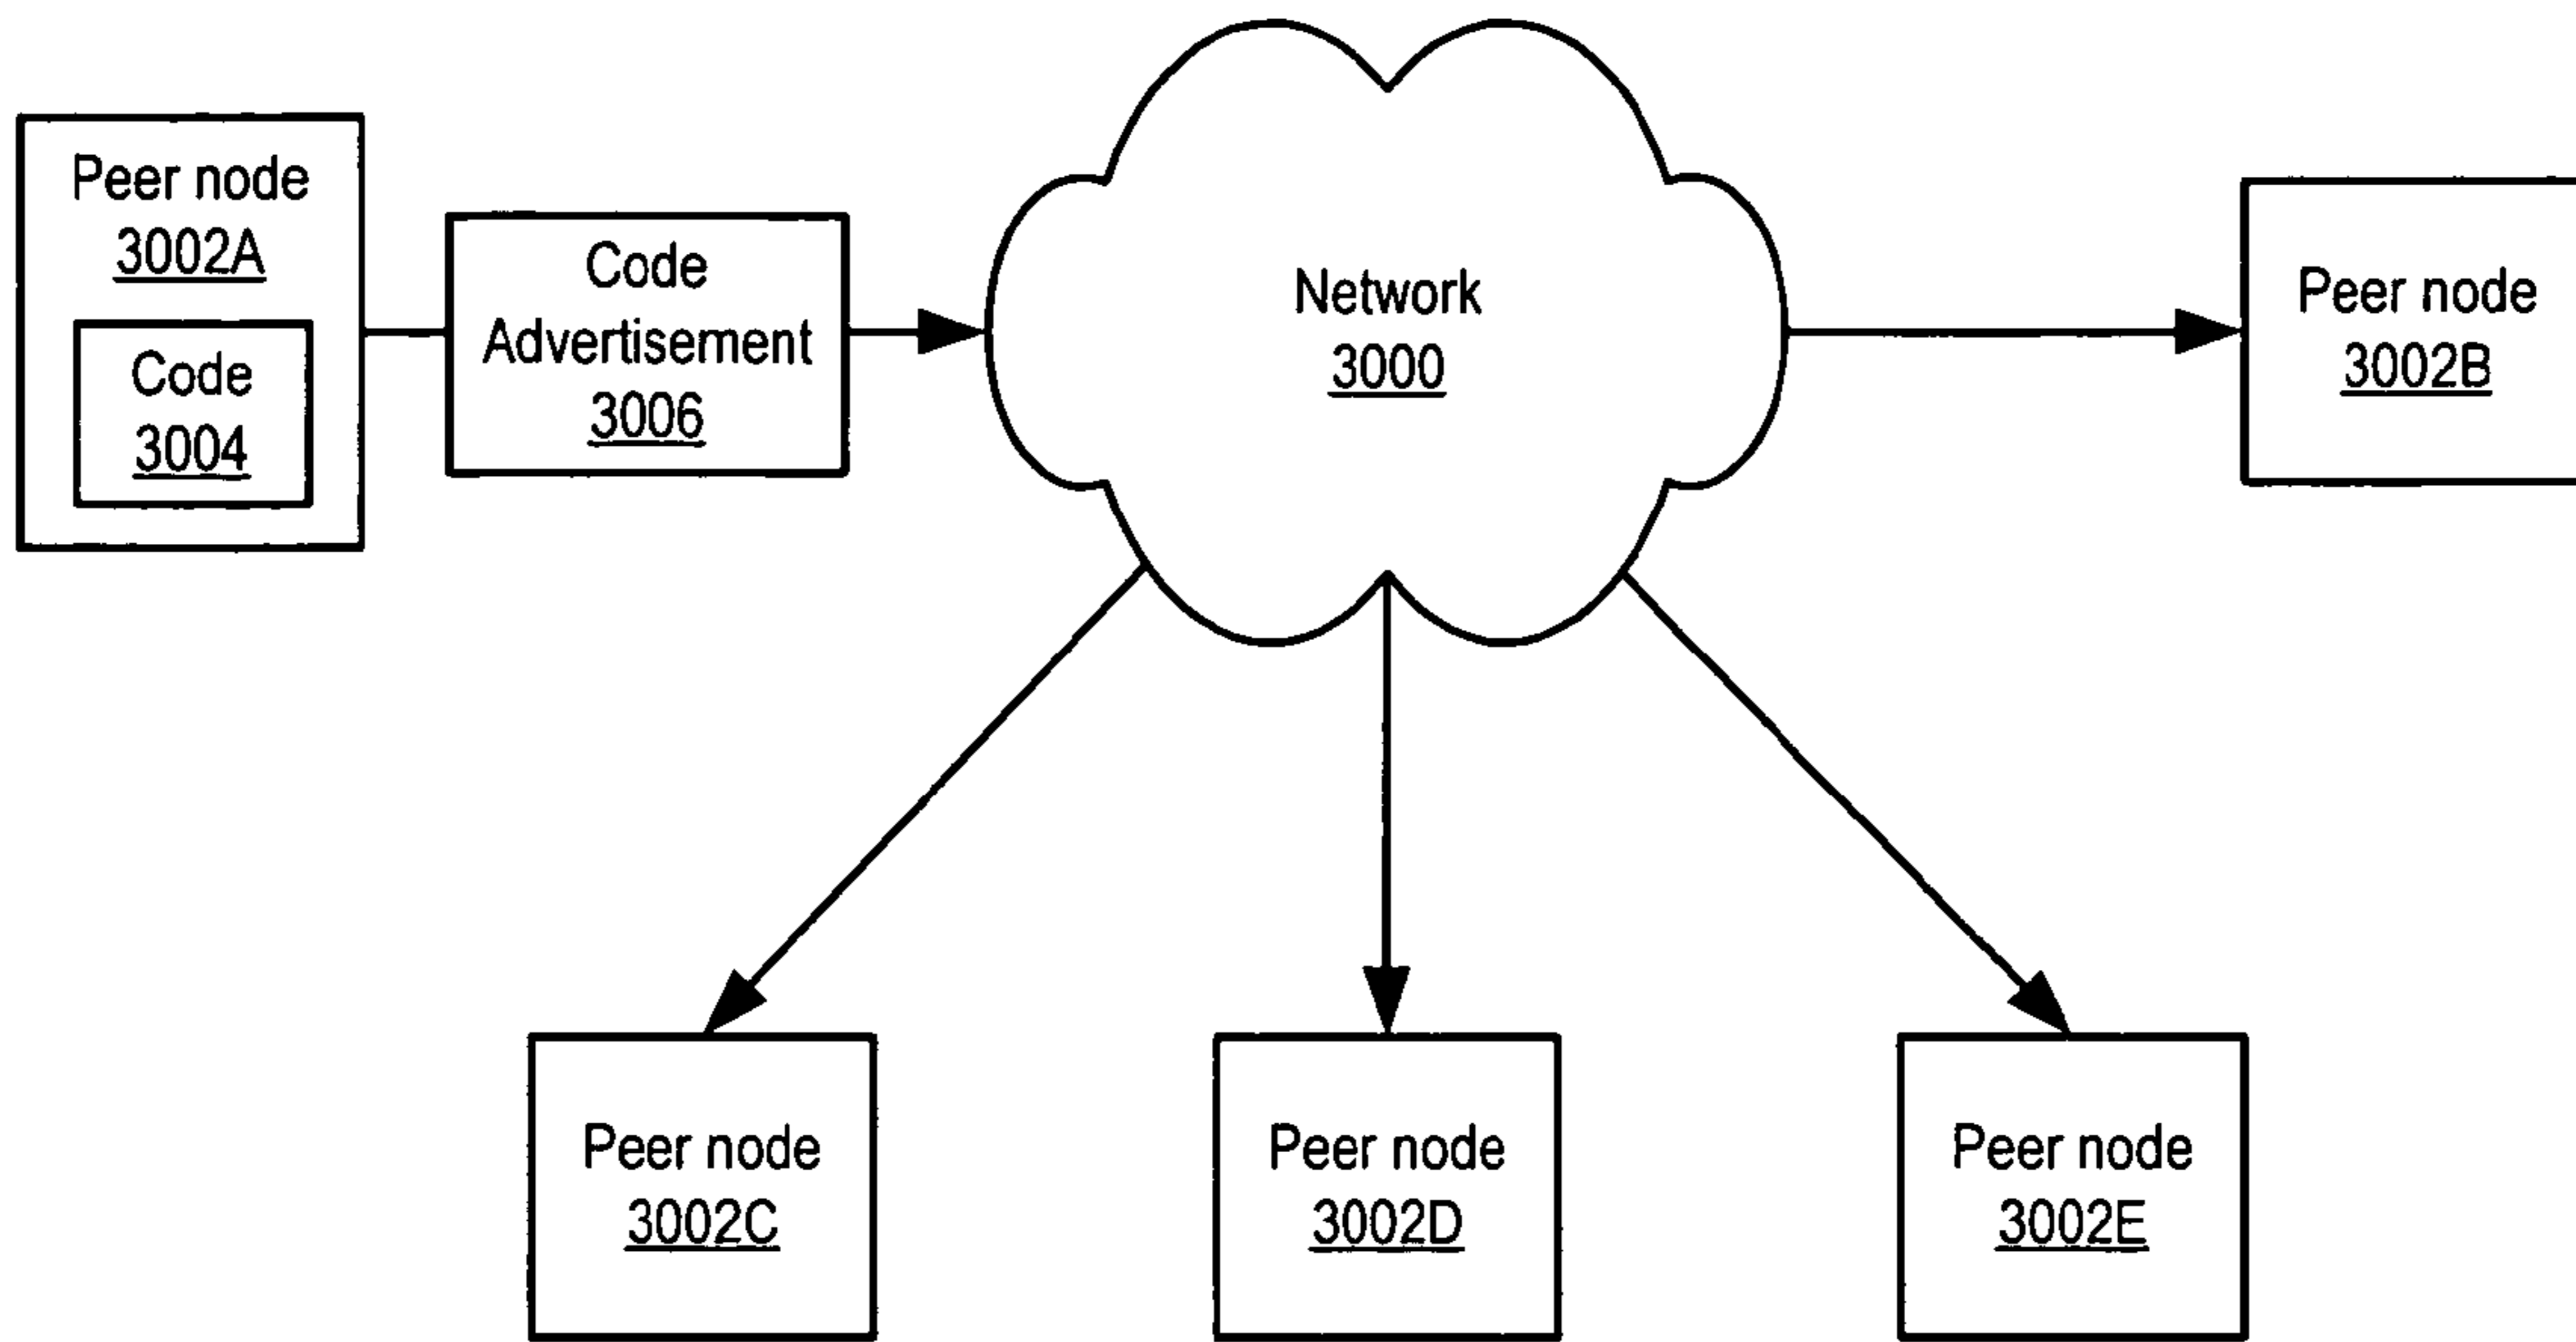 Peer node
3002A
Code
3004
Code
Advertisement
3006
Network
3000
Peer node
3002B
Peer node
3002C
Peer node
3002D
Peer node
3002E